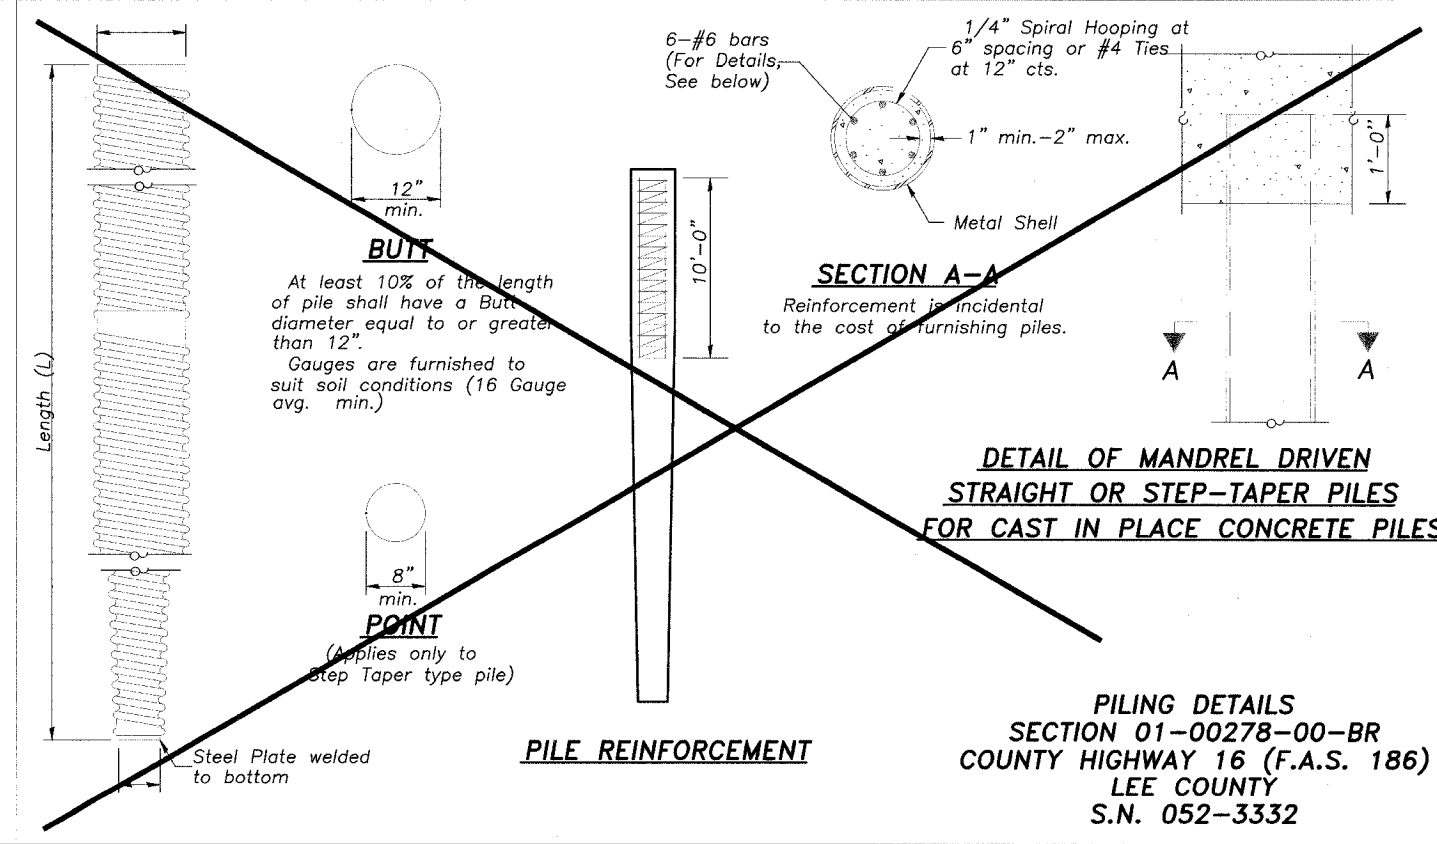 Length (L)
12"
min.
BUTT
At least 10% of the length
of pile shall have a Butt
diameter equal to or greater
than 12".
Gauges are furnished to
suit soil conditions (16 Gauge
avg. min.)
8"
min.
POINT
(Applies only to
Step Taper type pile)
Steel Plate welded
to bottom
10'-0"
PILE REINFORCEMENT
6-#6 bars
(For Details,
See below)
1/4" Spiral Hooping at
6" spacing or #4 Ties
at 12" cts.
1" min.-2" max.
Metal Shell
SECTION A-A
Reinforcement is incidental
to the cost of furnishing piles.
1'-0"
A
A
DETAIL OF MANDREL DRIVEN
STRAIGHT OR STEP-TAPER PILES
FOR CAST IN PLACE CONCRETE PILES
PILING DETAILS
SECTION 01-00278-00-BR
COUNTY HIGHWAY 16 (F.A.S. 186)
LEE COUNTY
S.N. 052-3332